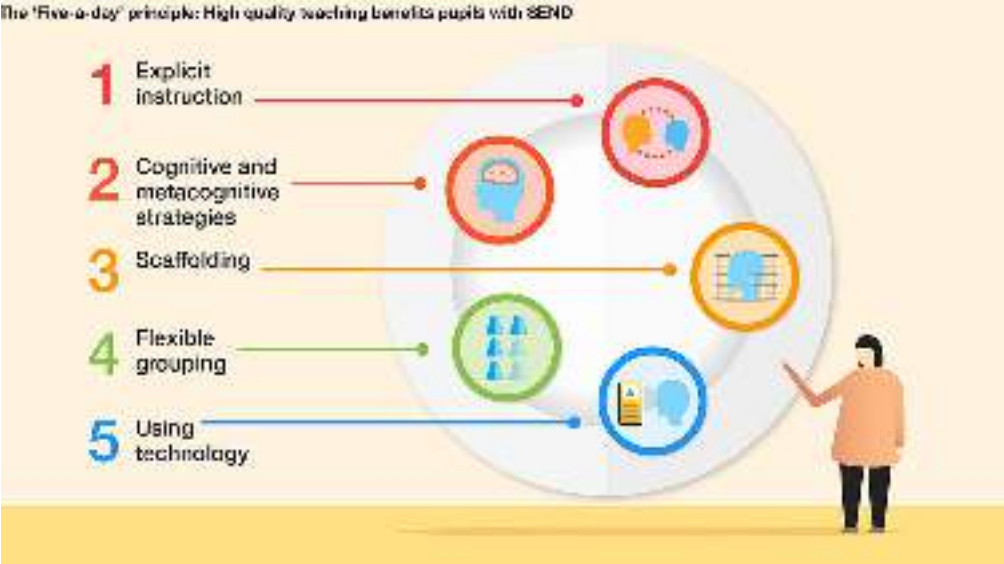 The 'Five-a-day' principle: High quality teaching benefits pupils with SEND
1 Explicit
instruction
2 Cognitive and
metacognitive
strategies
3 Scaffolding
4 Flexible
grouping
5 Using
technology